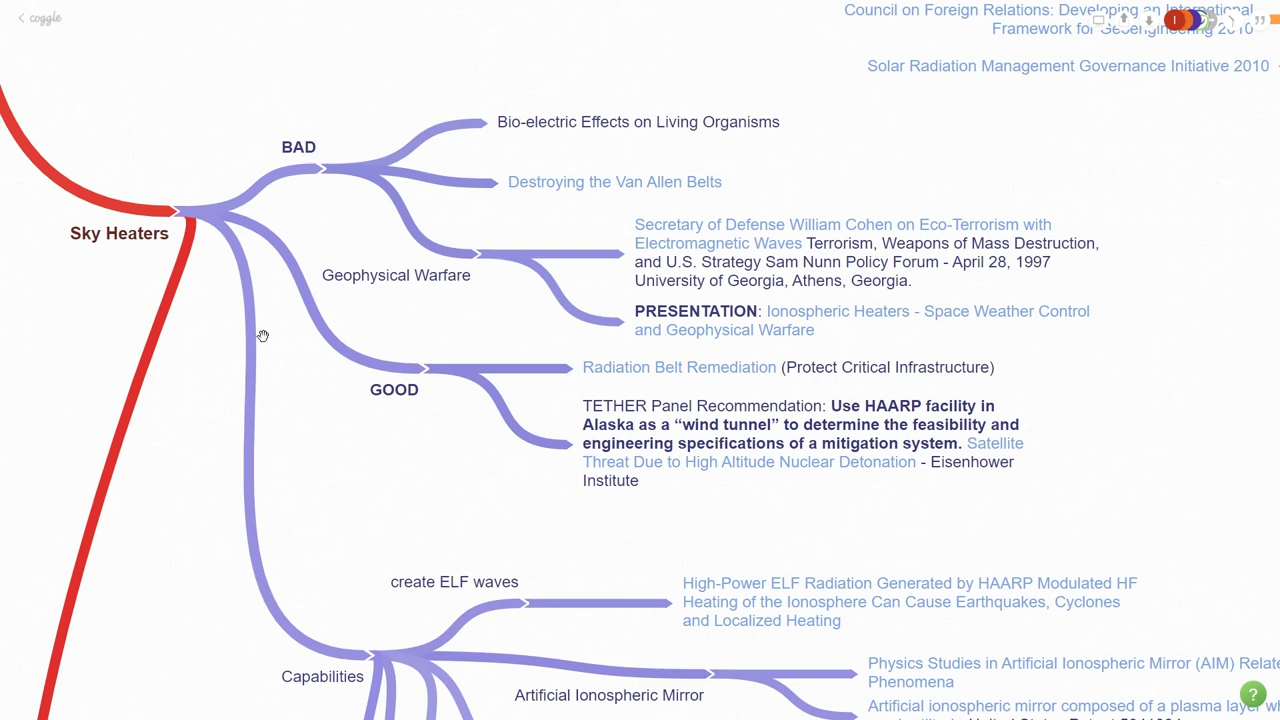 coggle
Council on Foreign Relations: Developing an International
Framework for Geoengineering 2010
Solar Radiation Management Governance Initiative 2010
BAD
Bio-electric Effects on Living Organisms
Destroying the Van Allen Belts
Sky Heaters
Geophysical Warfare
Secretary of Defense William Cohen on Eco-Terrorism with
Electromagnetic Waves Terrorism, Weapons of Mass Destruction,
and U.S. Strategy Sam Nunn Policy Forum - April 28, 1997
University of Georgia, Athens, Georgia.
PRESENTATION: Ionospheric Heaters - Space Weather Control
and Geophysical Warfare
GOOD
Radiation Belt Remediation (Protect Critical Infrastructure)
TETHER Panel Recommendation: Use HAARP facility in
Alaska as a “wind tunnel” to determine the feasibility and
engineering specifications of a mitigation system. Satellite
Threat Due to High Altitude Nuclear Detonation - Eisenhower
Institute
create ELF waves
High-Power ELF Radiation Generated by HAARP Modulated HF
Heating of the Ionosphere Can Cause Earthquakes, Cyclones
and Localized Heating
Capabilities
Artificial Ionospheric Mirror
Physics Studies in Artificial Ionospheric Mirror (AIM) Relate
Phenomena
Artificial ionospheric mirror composed of a plasma layer wi